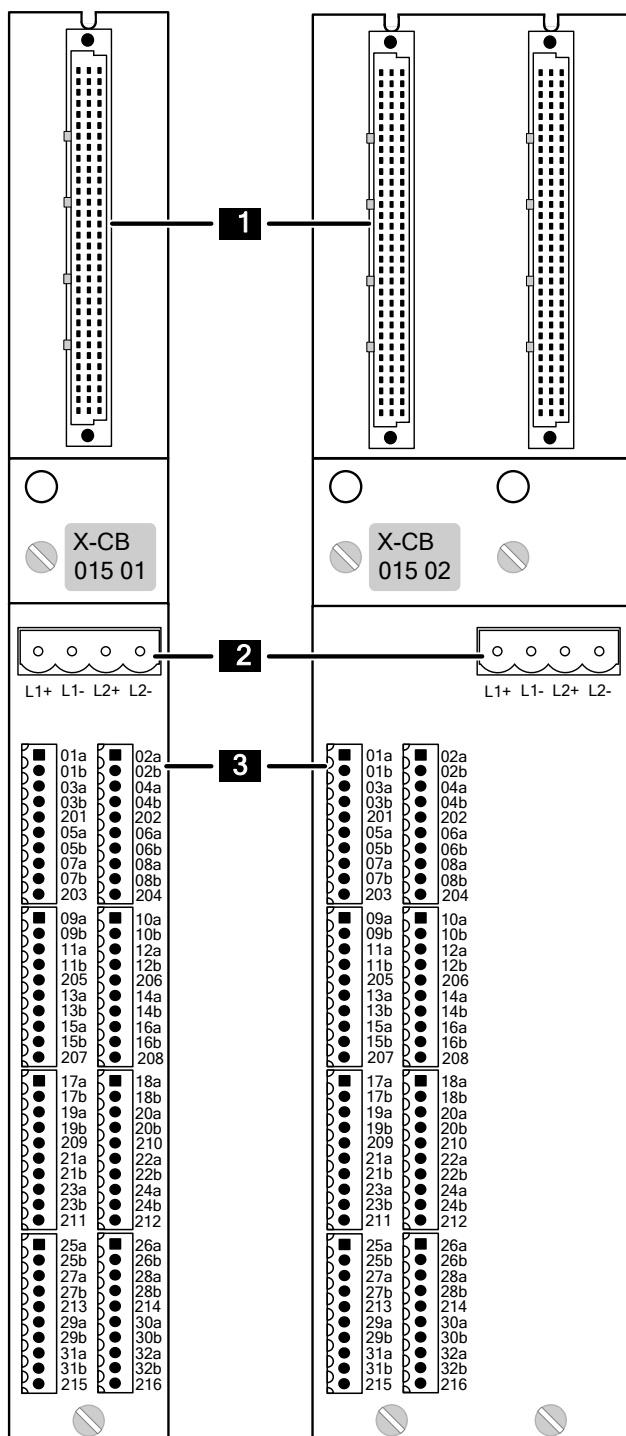 1
X-CB
015 01
X-CB
015 02
2
L1+ L1- L2+ L2-
L1+ L1- L2+ L2-
3
01a 02a
01b 02b
03a 04a
03b 04b
201 202
05a 06a
05b 06b
07a 08a
07b 08b
203 204
09a 10a
09b 10b
11a 12a
11b 12b
205 206
13a 14a
13b 14b
15a 16a
15b 16b
207 208
17a 18a
17b 18b
19a 20a
19b 20b
209 210
21a 22a
21b 22b
23a 24a
23b 24b
211 212
25a 26a
25b 26b
27a 28a
27b 28b
213 214
29a 30a
29b 30b
31a 32a
31b 32b
215 216
01a 02a
01b 02b
03a 04a
03b 04b
201 202
05a 06a
05b 06b
07a 08a
07b 08b
203 204
09a 10a
09b 10b
11a 12a
11b 12b
205 206
13a 14a
13b 14b
15a 16a
15b 16b
207 208
17a 18a
17b 18b
19a 20a
19b 20b
209 210
21a 22a
21b 22b
23a 24a
23b 24b
211 212
25a 26a
25b 26b
27a 28a
27b 28b
213 214
29a 30a
29b 30b
31a 32a
31b 32b
215 216